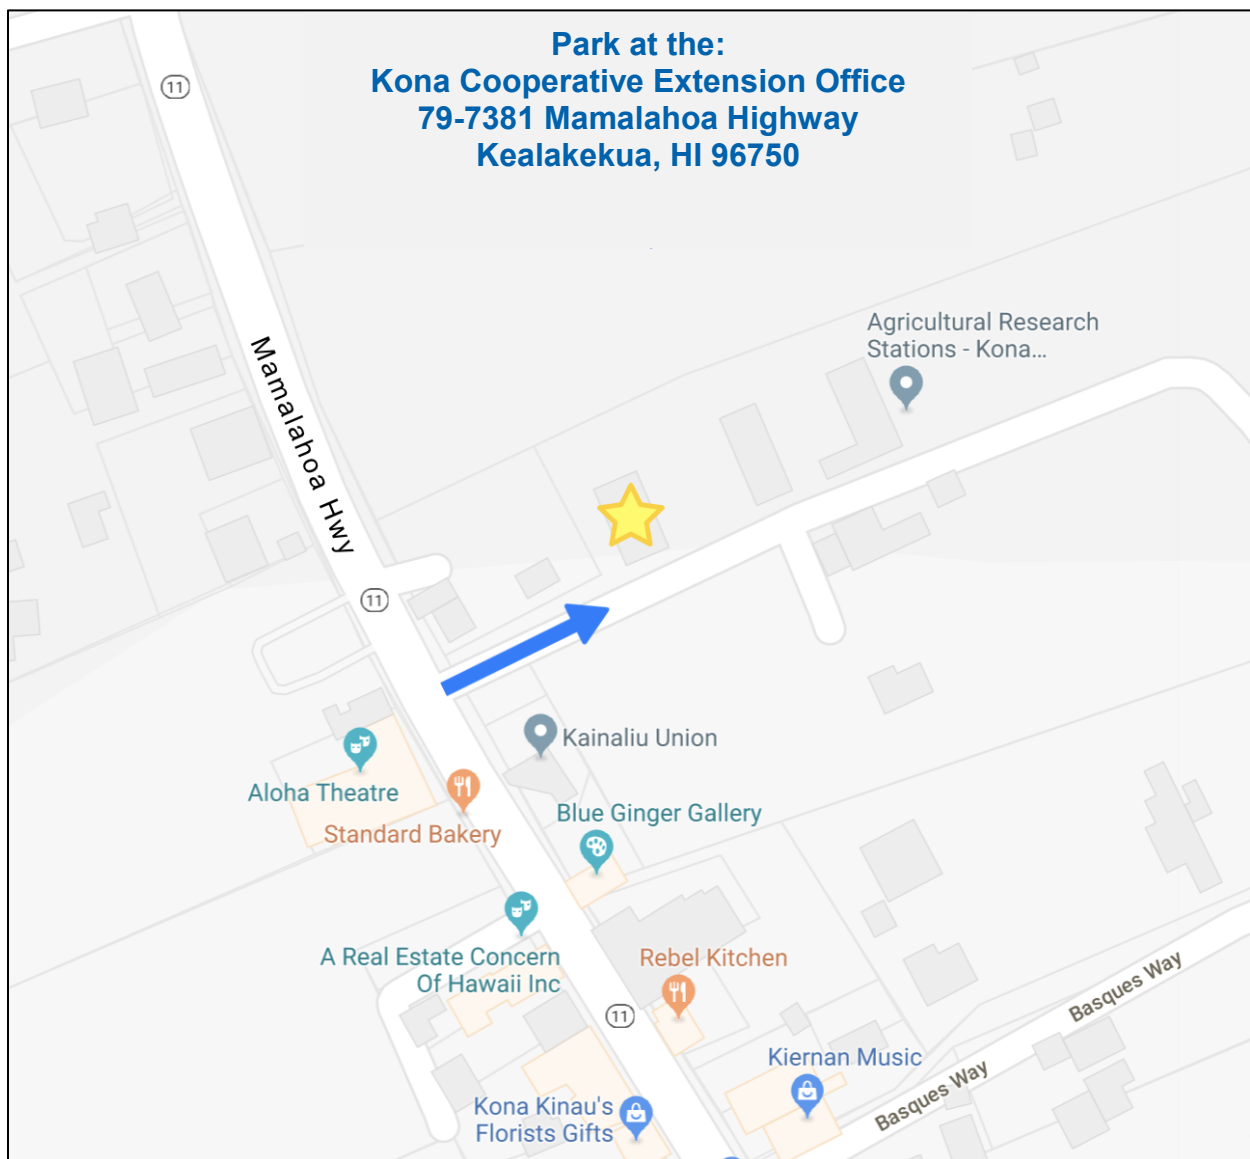 Park at the:
Kona Cooperative Extension Office
79-7381 Mamalahoa Highway
Kealakekua, HI 96750
11
Agricultural Research
Stations - Kona...
Mamalahoa Hwy
11
Kainaliu Union
Aloha Theatre
Standard Bakery
Blue Ginger Gallery
A Real Estate Concern
Of Hawaii Inc
Rebel Kitchen
Basques Way
11
Kiernan Music
Basques Way
Kona Kinau's
Florists Gifts